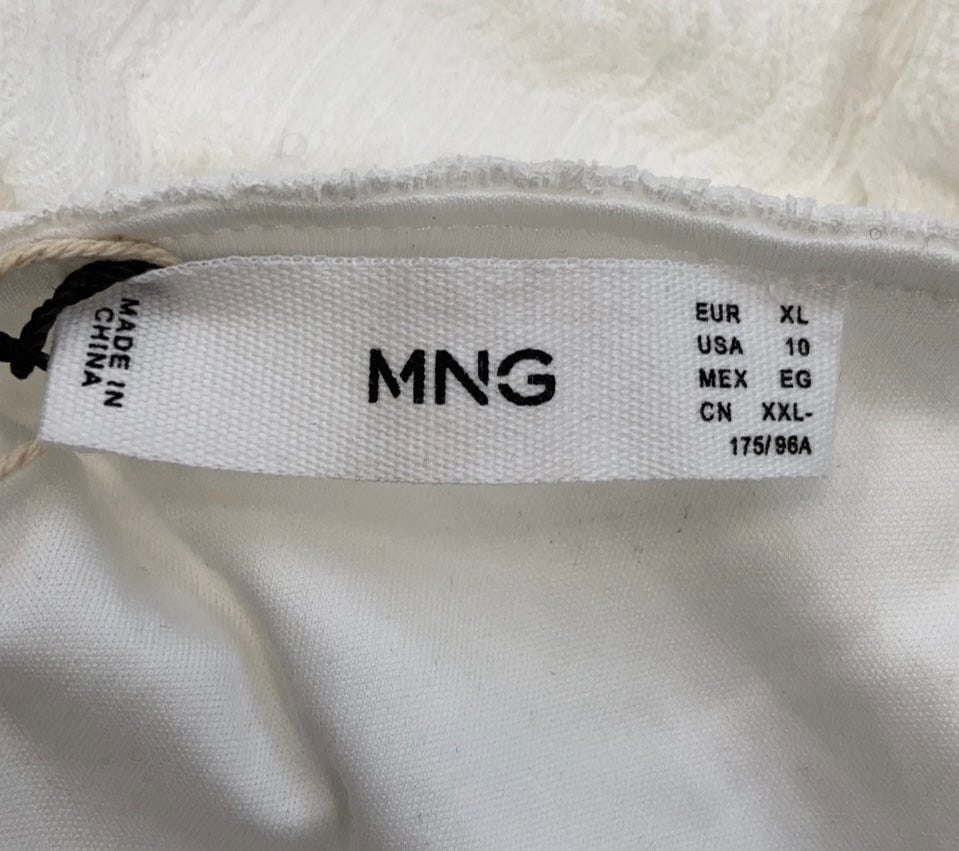 MADE IN
CHINA
MNG
EUR XL
USA 10
MEX EG
CN XXL-
175/96A